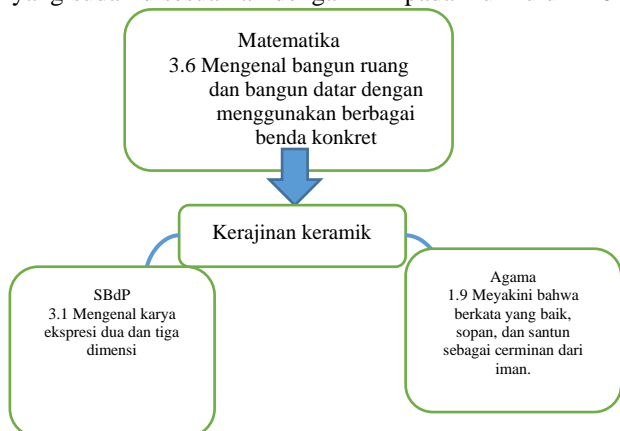 Matematika
3.6 Mengenal bangun ruang
dan bangun datar dengan
menggunakan berbagai
benda konkret
Kerajinan keramik
SBdP
3.1 Mengenal karya
ekspresi dua dan tiga
dimensi
Agama
1.9 Meyakini bahwa
berkata yang baik,
sopan, dan santun
sebagai cerminan dari
iman.